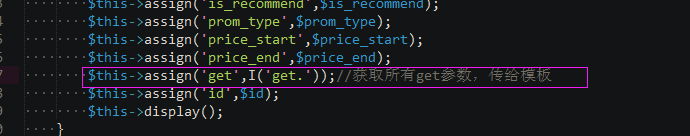 $this->assign('is_recommend',$is_recommend);
$this->assign('prom_type',$prom_type);
$this->assign('price_start',$price_start);
$this->assign('price_end',$price_end);
$this->assign('get',I('get.'));//获取所有get参数，传给模板
$this->assign('id',$id);
$this->display();
}